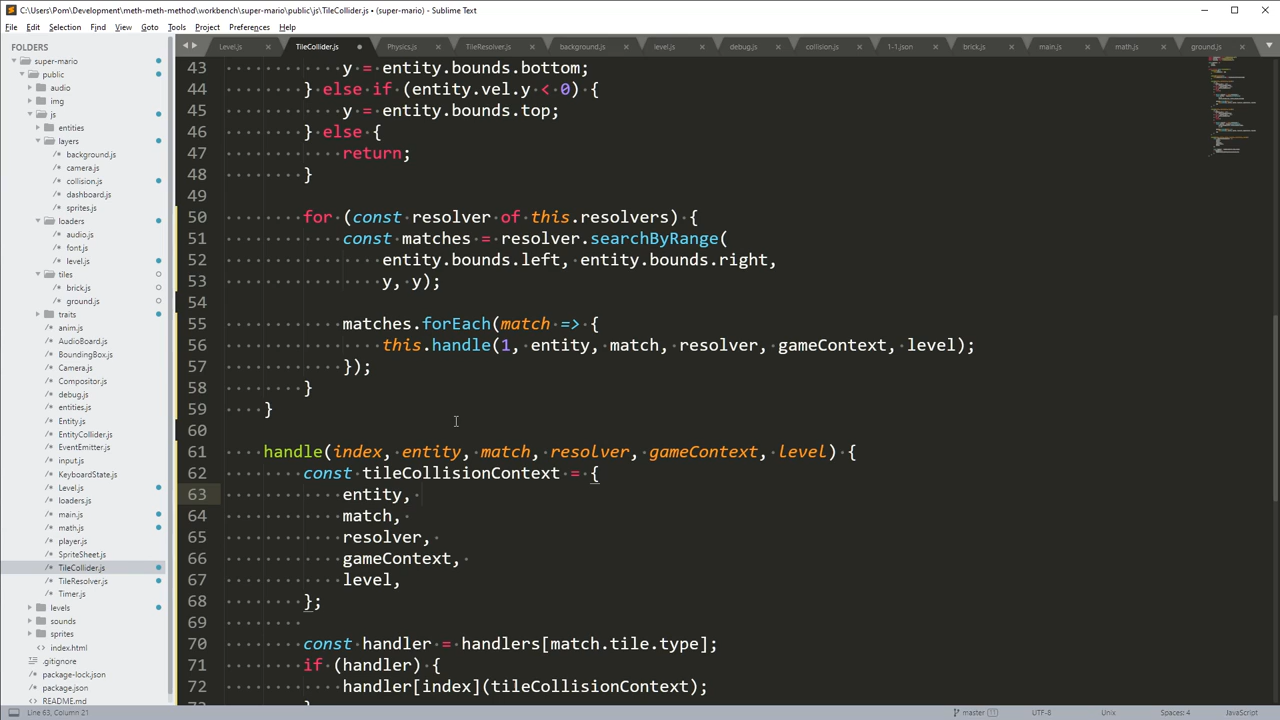 C:\Users\Pom\Development\meth-meth-method\workbench\super-mario\public\js\TileCollider.js • (super-mario) - Sublime Text
File Edit Selection Find View Goto Tools Project Preferences Help
FOLDERS
super-mario
public
audio
img
js
entities
layers
background.js
camera.js
collision.js
dashboard.js
sprites.js
loaders
audio.js
font.js
level.js
tiles
brick.js
ground.js
traits
anim.js
AudioBoard.js
BoundingBox.js
Camera.js
Compositor.js
debug.js
entities.js
Entity.js
EntityCollider.js
EventEmitter.js
input.js
KeyboardState.js
Level.js
loaders.js
main.js
math.js
player.js
SpriteSheet.js
TileCollider.js
TileResolver.js
Timer.js
levels
sounds
sprites
index.html
.gitignore
package-lock.json
package.json
README.md
Level.js TileCollider.js Physics.js TileResolver.js background.js level.js debug.js collision.js 1-1.json brick.js main.js math.js ground.js
43 y = entity.bounds.bottom;
44 } else if (entity.vel.y < 0) {
45 y = entity.bounds.top;
46 } else {
47 return;
48 }
49
50 for (const resolver of this.resolvers) {
51 const matches = resolver.searchByRange(
52 entity.bounds.left, entity.bounds.right,
53 y, y);
54
55 matches.forEach(match => {
56 this.handle(1, entity, match, resolver, gameContext, level);
57 });
58 }
59 }
60
61 handle(index, entity, match, resolver, gameContext, level) {
62 const tileCollisionContext = {
63 entity,
64 match,
65 resolver,
66 gameContext,
67 level,
68 };
69
70 const handler = handlers[match.tile.type];
71 if (handler) {
72 handler[index](tileCollisionContext);
Line 63, Column 21 master 11 UTF-8 Unix Spaces: 4 JavaScript